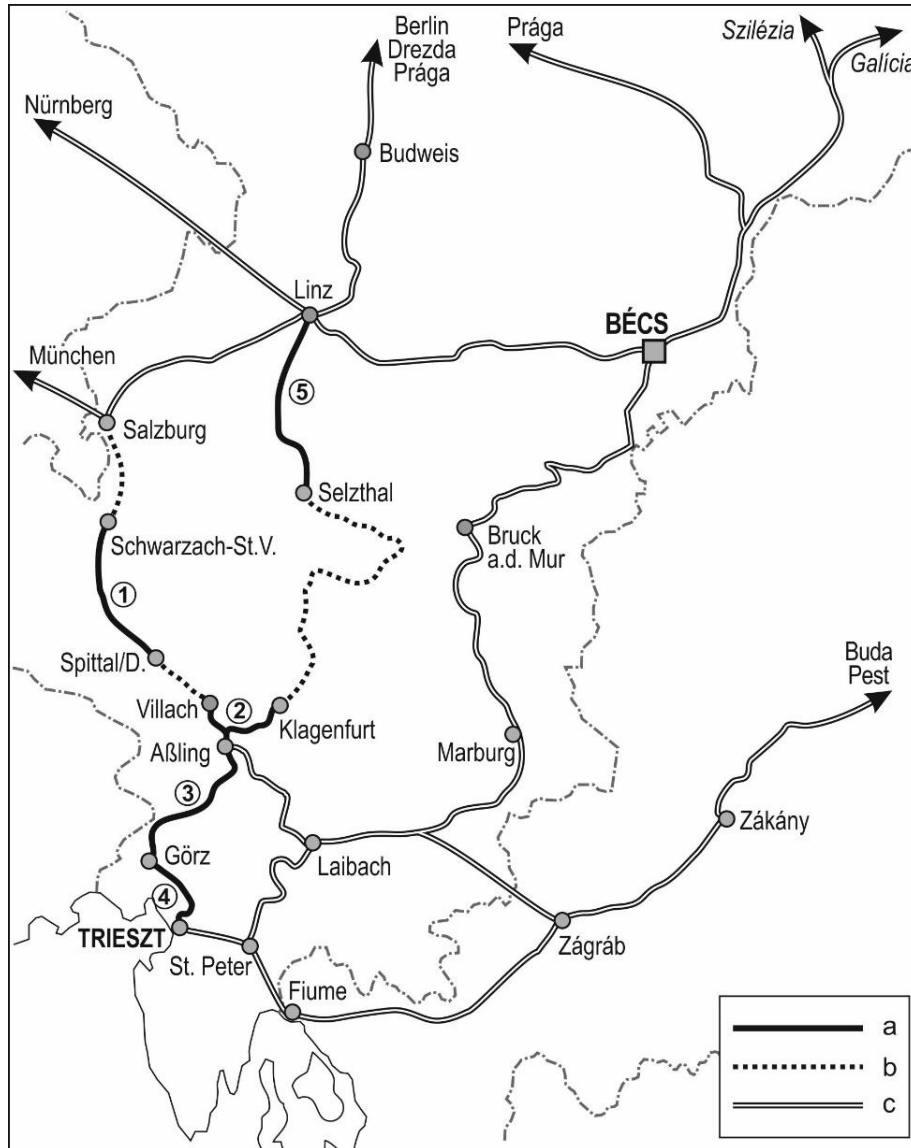 Berlin
Drezda
Prága
Prága
Szilézia
Galícia
Nürnberg
Budweis
Linz
BÉCS
München
5
Salzburg
Selzthal
Schwarzach-St.V.
Bruck
a.d. Mur
1
Spittal/D.
Buda
Pest
Villach
2
Klagenfurt
Aßling
Marburg
3
Zákány
Görz
Laibach
4
TRIESZT
St. Peter
Zágráb
Fiume
a
b
c